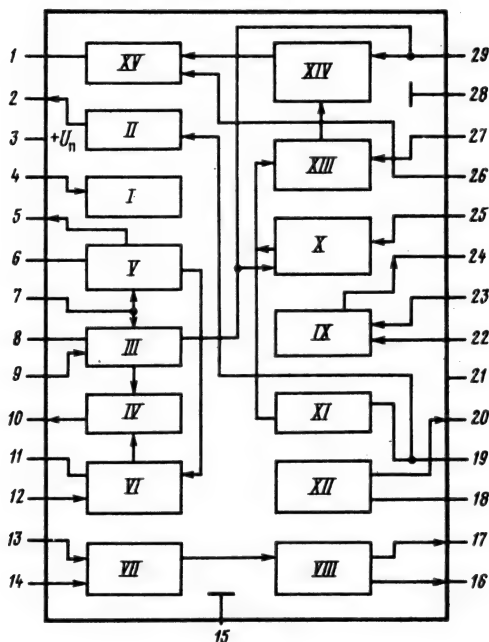 1 XV XIV 29
2 II 28
3 +Uп XIII 27
4 I 26
5 25
6 V X 24
7 23
8 III IX 22
9 21
10 IV XI 20
11 19
12 VI XII 18
13 17
14 VII VIII 16
15